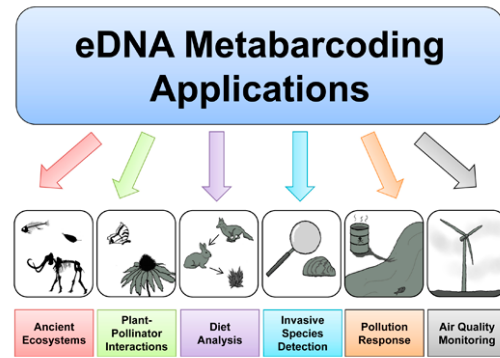 eDNA Metabarcoding
Applications
Ancient
Ecosystems
Plant-
Pollinator
Interactions
Diet
Analysis
Invasive
Species
Detection
Pollution
Response
Air Quality
Monitoring